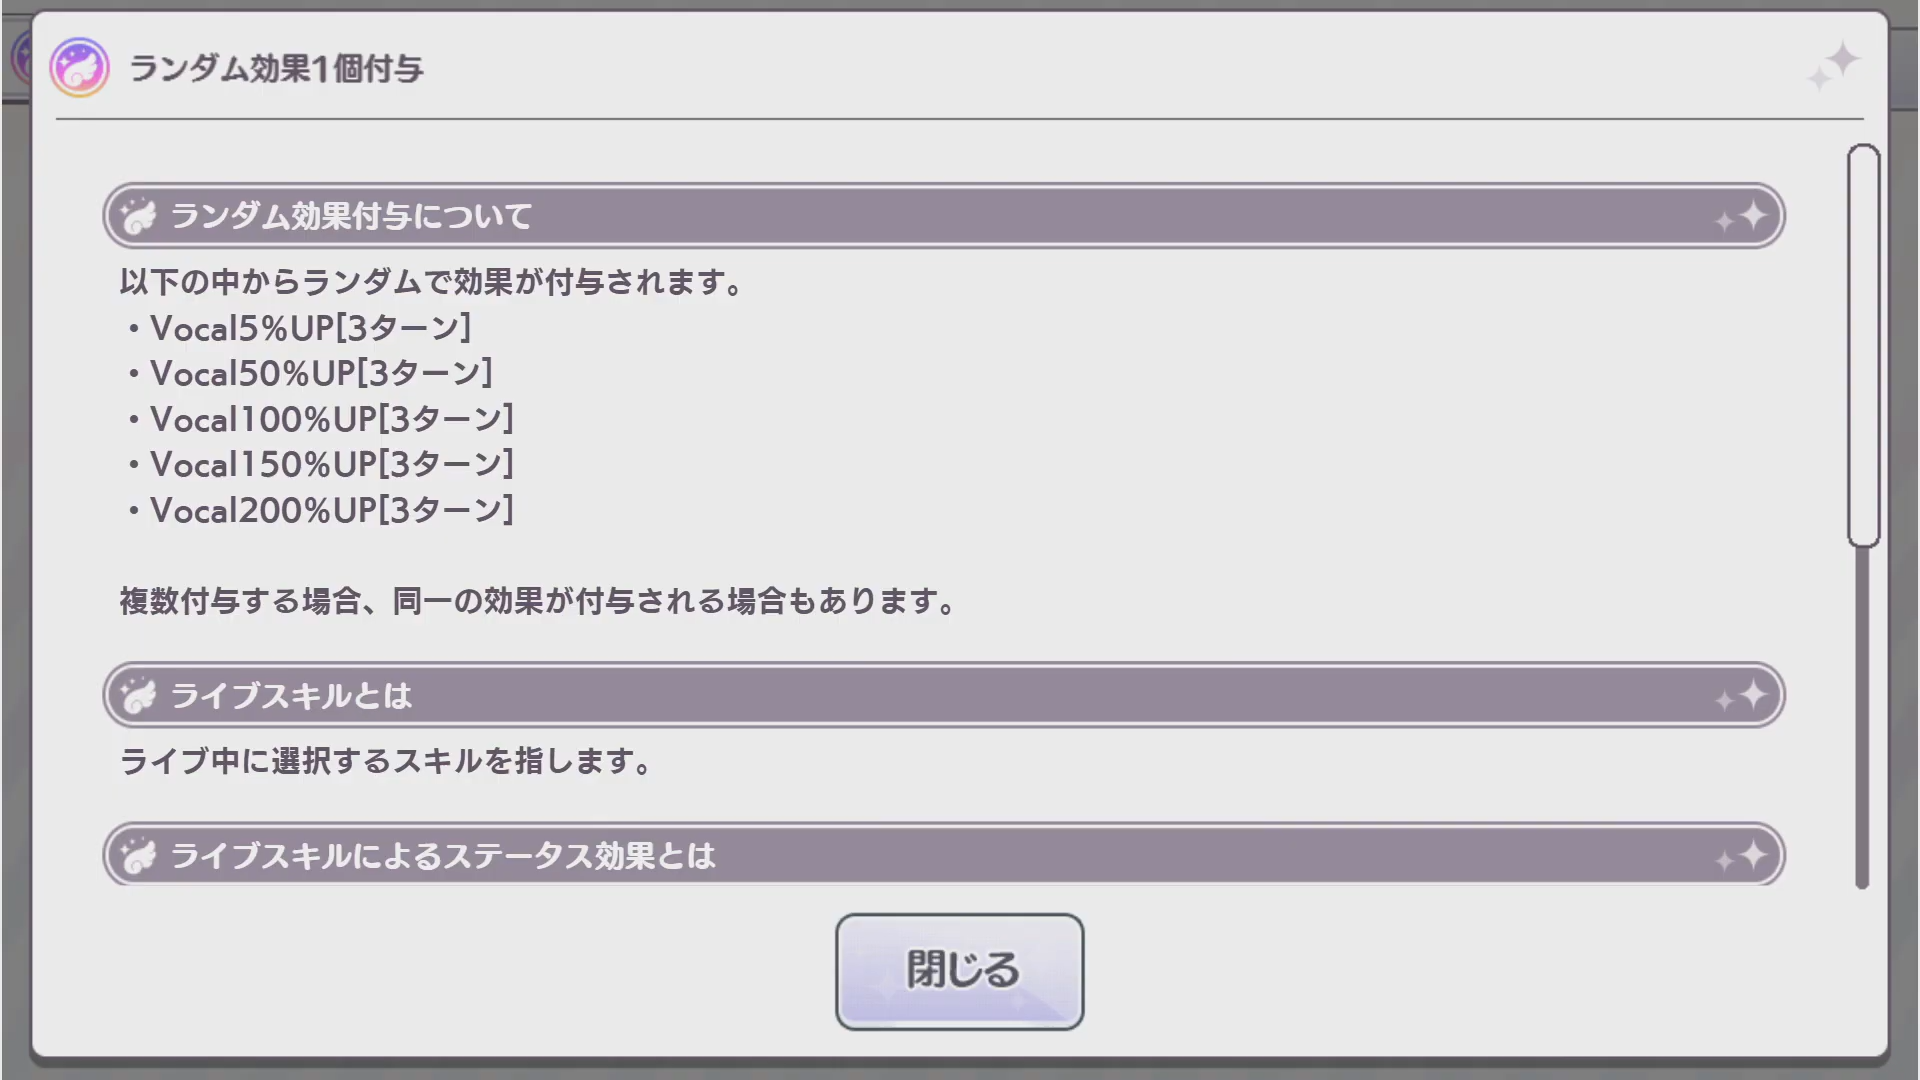 ランダム効果1個付与
ランダム効果付与について
以下の中からランダムで効果が付与されます。
・Vocal5%UP[3ターン]
・Vocal50%UP[3ターン]
・Vocal100%UP[3ターン]
・Vocal150%UP[3ターン]
・Vocal200%UP[3ターン]
複数付与する場合、同一の効果が付与される場合もあります。
ライブスキルとは
ライブ中に選択するスキルを指します。
ライブスキルによるステータス効果とは
閉じる